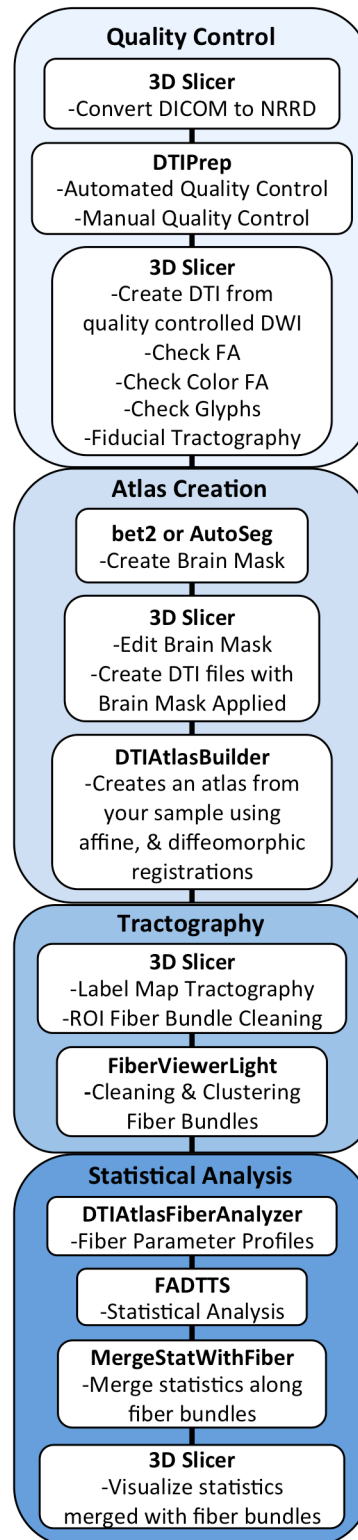 Quality Control
3D Slicer
-Convert DICOM to NRRD
DTIPrep
-Automated Quality Control
-Manual Quality Control
3D Slicer
-Create DTI from
quality controlled DWI
-Check FA
-Check Color FA
-Check Glyphs
-Fiducial Tractography
Atlas Creation
bet2 or AutoSeg
-Create Brain Mask
3D Slicer
-Edit Brain Mask
-Create DTI files with
Brain Mask Applied
DTIAtlasBuilder
-Creates an atlas from
your sample using
affine, & diffeomorphic
registrations
Tractography
3D Slicer
-Label Map Tractography
-ROI Fiber Bundle Cleaning
FiberViewerLight
-Cleaning & Clustering
Fiber Bundles
Statistical Analysis
DTIAtlasFiberAnalyzer
-Fiber Parameter Profiles
FADTTS
-Statistical Analysis
MergeStatWithFiber
-Merge statistics along
fiber bundles
3D Slicer
-Visualize statistics
merged with fiber bundles